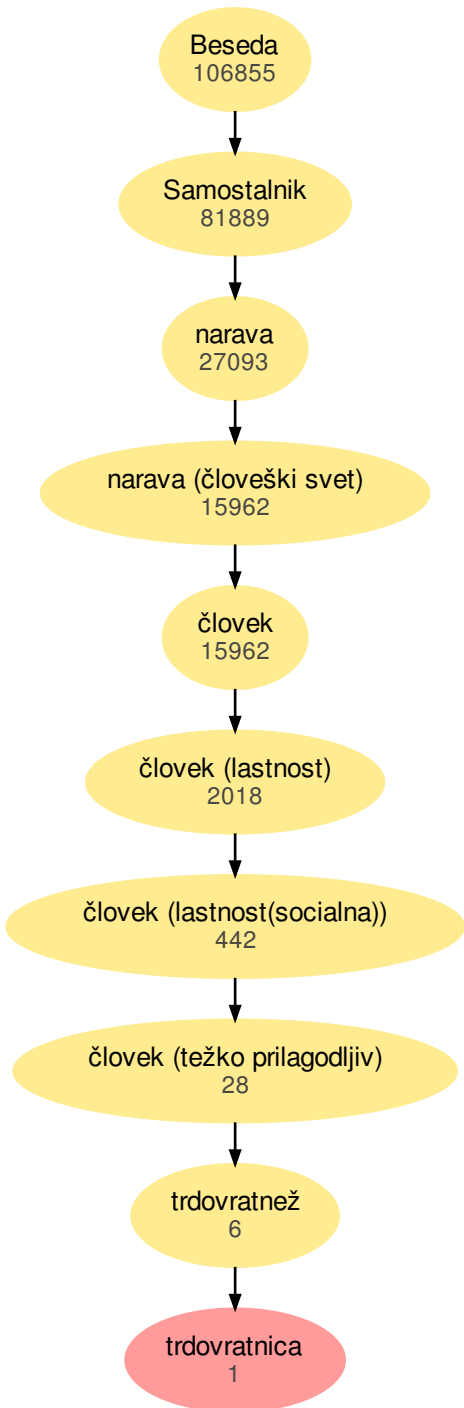 Beseda
106855
Samostalnik
81889
narava
27093
narava (človeški svet)
15962
človek
15962
človek (lastnost)
2018
človek (lastnost(socialna))
442
človek (težko prilagodljiv)
28
trdovratnež
6
trdovratnica
1